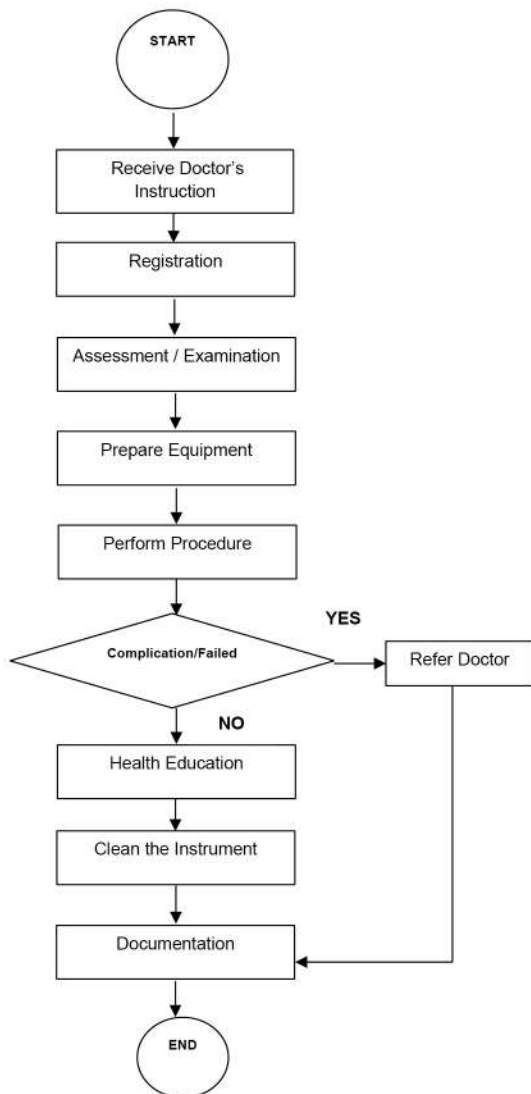 START
Receive Doctor's
Instruction
Registration
Assessment / Examination
Prepare Equipment
Perform Procedure
Complication/Failed
YES
Refer Doctor
NO
Health Education
Clean the Instrument
Documentation
END